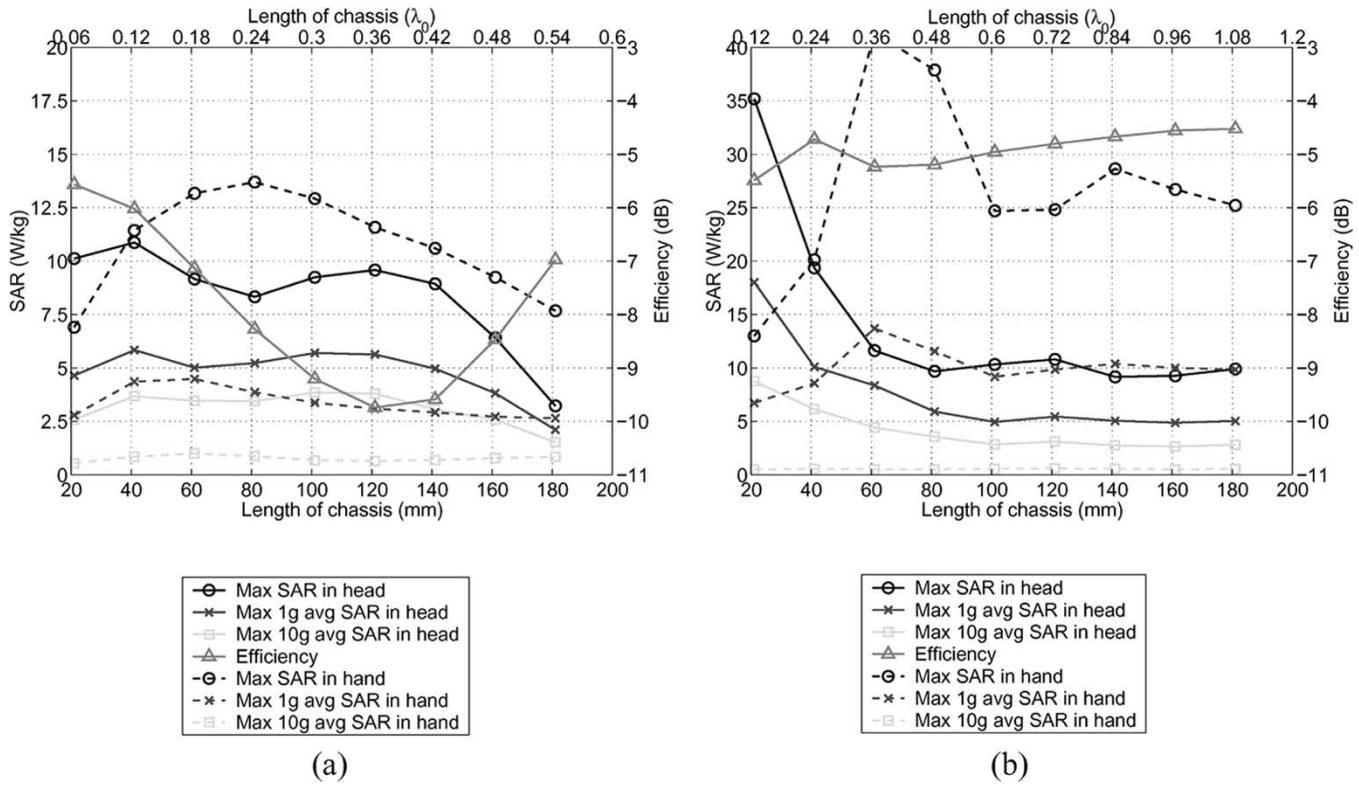 Length of chassis (λ0)
0.06 0.12 0.18 0.24 0.3 0.36 0.42 0.48 0.54 0.6
20
17.5
15
12.5
10
7.5
5
2.5
0
SAR (W/kg)
−3
−4
−5
−6
−7
−8
−9
−10
−11
Efficiency (dB)
20 40 60 80 100 120 140 160 180 200
Length of chassis (mm)
Max SAR in head
Max 1g avg SAR in head
Max 10g avg SAR in head
Efficiency
Max SAR in hand
Max 1g avg SAR in hand
Max 10g avg SAR in hand
(a)
Length of chassis (λ0)
0.12 0.24 0.36 0.48 0.6 0.72 0.84 0.96 1.08 1.2
40
35
30
25
20
15
10
5
0
SAR (W/kg)
−3
−4
−5
−6
−7
−8
−9
−10
−11
Efficiency (dB)
20 40 60 80 100 120 140 160 180 200
Length of chassis (mm)
Max SAR in head
Max 1g avg SAR in head
Max 10g avg SAR in head
Efficiency
Max SAR in hand
Max 1g avg SAR in hand
Max 10g avg SAR in hand
(b)